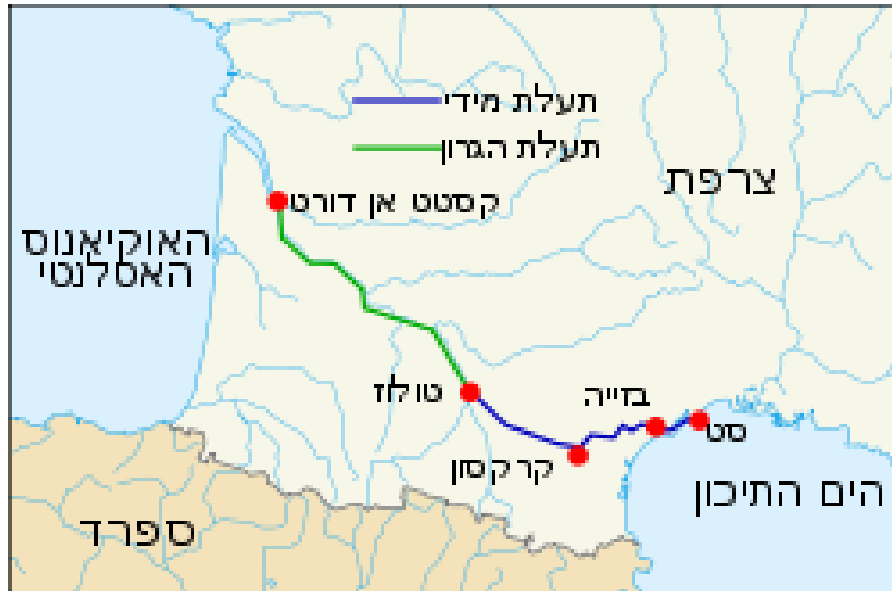 תעלת מידי
תעלת הגרון
צרפת
קסטט אן דורט
האוקיאנוס
האטלנטי
טולוז
בזייה
סט
קרקסון
הים התיכון
ספרד